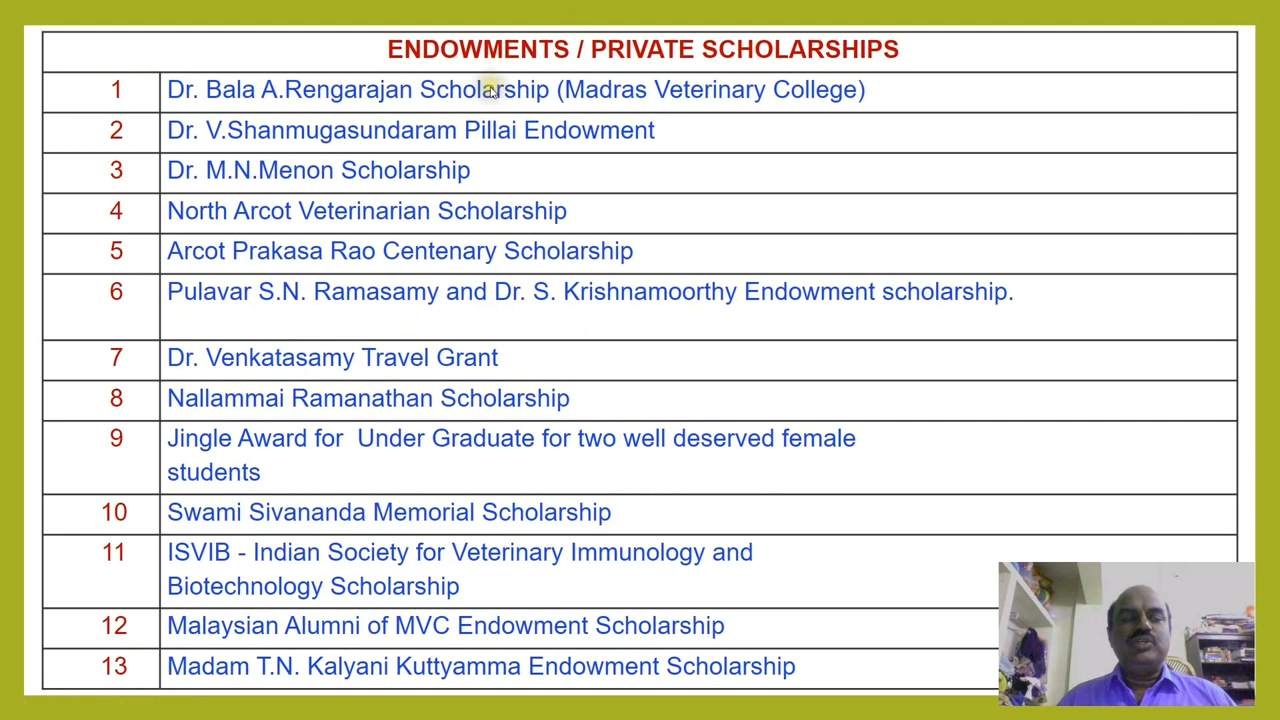 ENDOWMENTS / PRIVATE SCHOLARSHIPS
1 Dr. Bala A.Rengarajan Scholarship (Madras Veterinary College)
2 Dr. V.Shanmugasundaram Pillai Endowment
3 Dr. M.N.Menon Scholarship
4 North Arcot Veterinarian Scholarship
5 Arcot Prakasa Rao Centenary Scholarship
6 Pulavar S.N. Ramasamy and Dr. S. Krishnamoorthy Endowment scholarship.
7 Dr. Venkatasamy Travel Grant
8 Nallammai Ramanathan Scholarship
9 Jingle Award for  Under Graduate for two well deserved female
students
10 Swami Sivananda Memorial Scholarship
11 ISVIB - Indian Society for Veterinary Immunology and
Biotechnology Scholarship
12 Malaysian Alumni of MVC Endowment Scholarship
13 Madam T.N. Kalyani Kuttyamma Endowment Scholarship